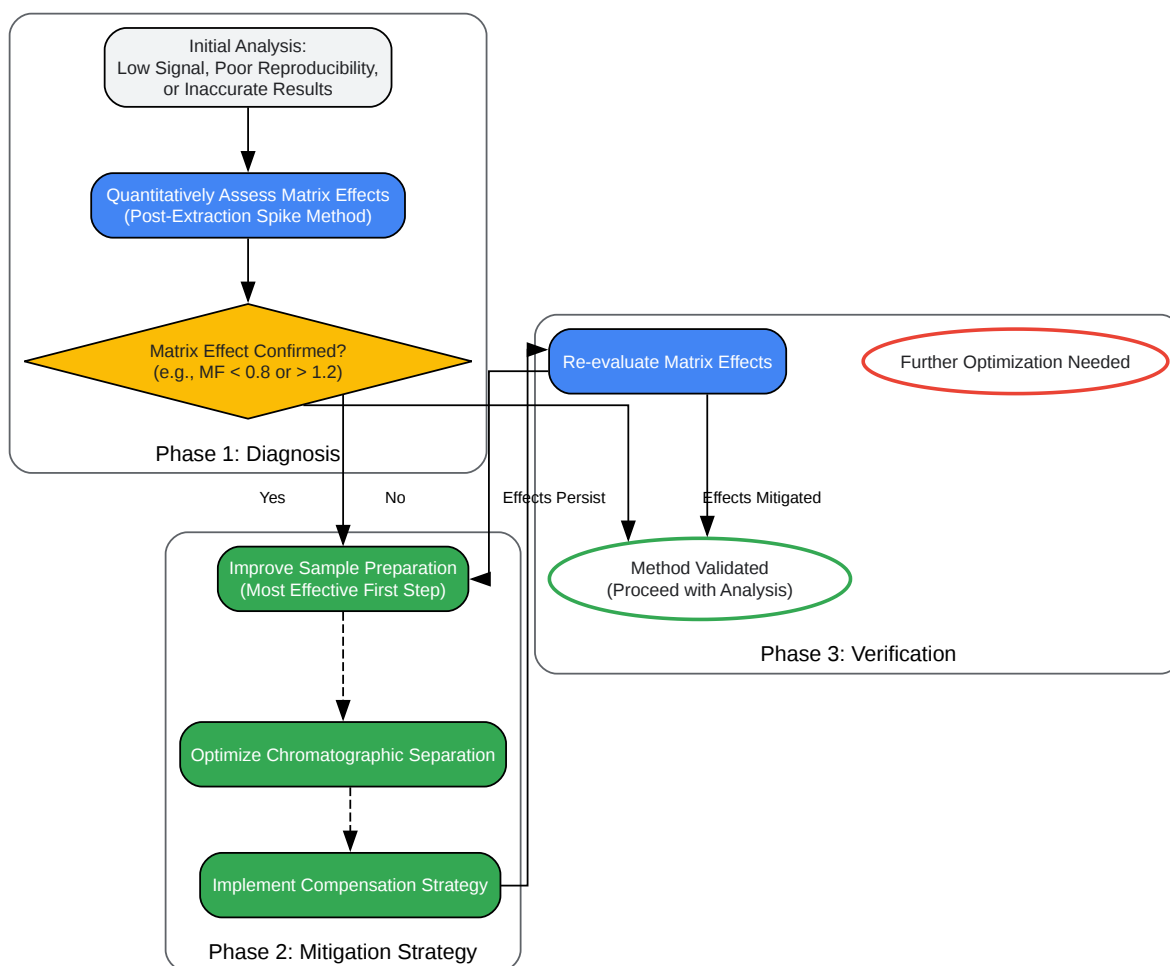 Initial Analysis:
Low Signal, Poor Reproducibility,
or Inaccurate Results
Quantitatively Assess Matrix Effects
(Post-Extraction Spike Method)
Matrix Effect Confirmed?
(e.g., MF < 0.8 or > 1.2)
Phase 1: Diagnosis
Re-evaluate Matrix Effects
Further Optimization Needed
Yes
No
Effects Persist
Effects Mitigated
Improve Sample Preparation
(Most Effective First Step)
Method Validated
(Proceed with Analysis)
Phase 3: Verification
Optimize Chromatographic Separation
Implement Compensation Strategy
Phase 2: Mitigation Strategy